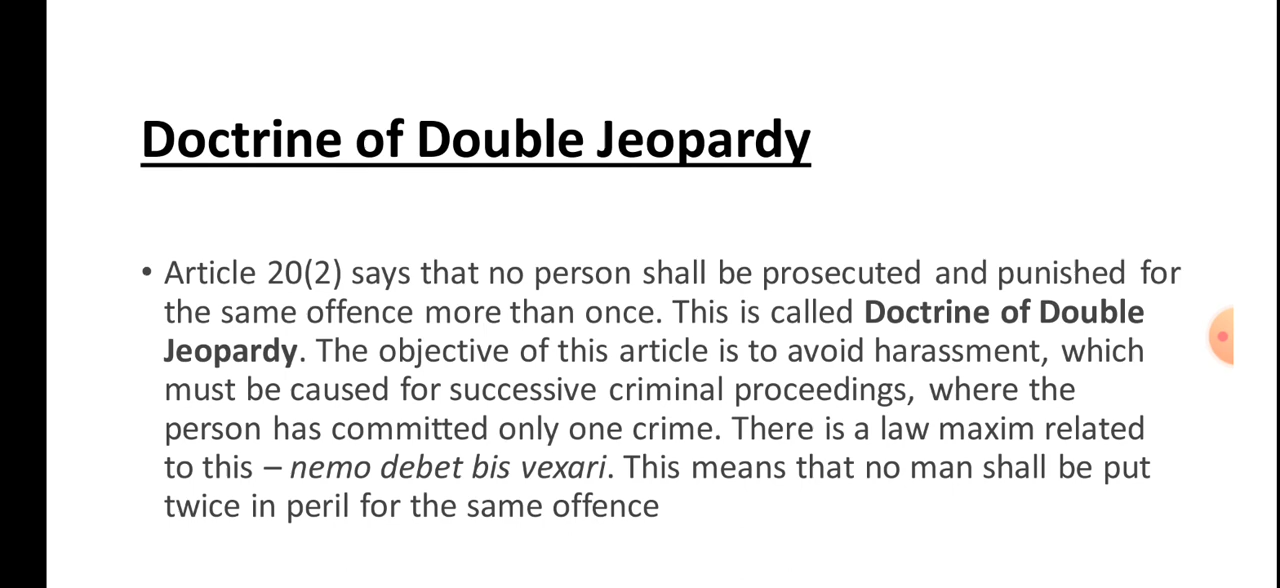 Doctrine of Double Jeopardy
• Article 20(2) says that no person shall be prosecuted and punished for
the same offence more than once. This is called Doctrine of Double
Jeopardy. The objective of this article is to avoid harassment, which
must be caused for successive criminal proceedings, where the
person has committed only one crime. There is a law maxim related
to this – nemo debet bis vexari. This means that no man shall be put
twice in peril for the same offence